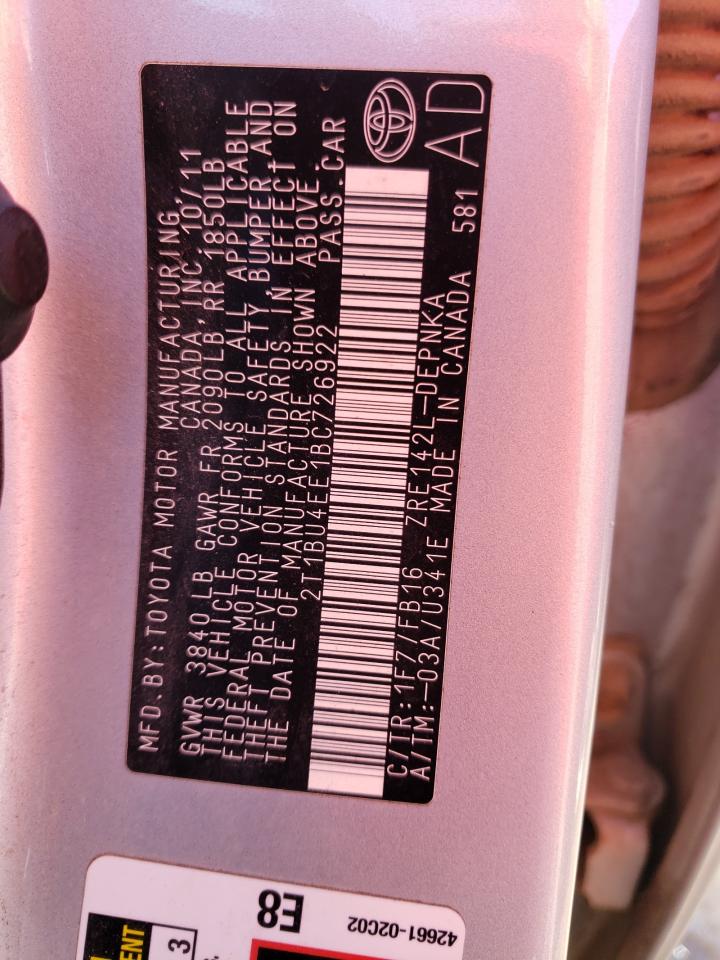 MFD.BY:TOYOTA MOTOR MANUFACTURING,
CANADA, INC. 10/11
GVWR 3840LB GAWR FR 2090LB RR 1850LB
THIS VEHICLE CONFORMS TO ALL APPLICABLE
FEDERAL MOTOR VEHICLE SAFETY BUMPER AND
THEFT PREVENTION STANDARDS IN EFFECT ON
THE DATE OF MANUFACTURE SHOWN ABOVE.
2T1BU4EE1BC726922 PASS.CAR
C/TR:1F7/FB16 ZRE142L-DEPNKA
A/TM:-03A/U341E MADE IN CANADA 581
AD
E8
42661-02C02
3